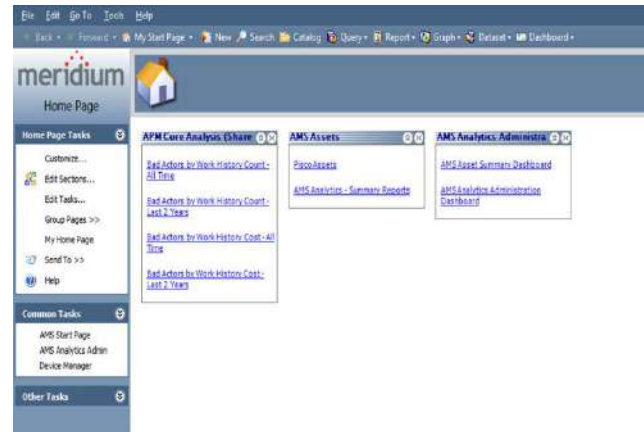 File Edit Go To Tools Help
Back Forward My Start Page New Search Catalog Query Report Graph Dataset Dashboard
meridium
Home Page
Home Page Tasks
Customize...
Edit Sections...
Edit Tasks...
Group Pages >>
My Home Page
Send To >>
Help
Common Tasks
AMS Start Page
AMS Analytics Admin
Device Manager
Other Tasks
APM Core Analysis (Share
Bad Actors by Work History Count -
All Time
Bad Actors by Work History Count -
Last 2 Years
Bad Actors by Work History Cost - All
Time
Bad Actors by Work History Cost -
Last 2 Years
AMS Assets
Assets
AMS Analytics - Summary Reports
AMS Analytics Administra
AMS Asset Summary Dashboard
AMS Analytics Administration
Dashboard